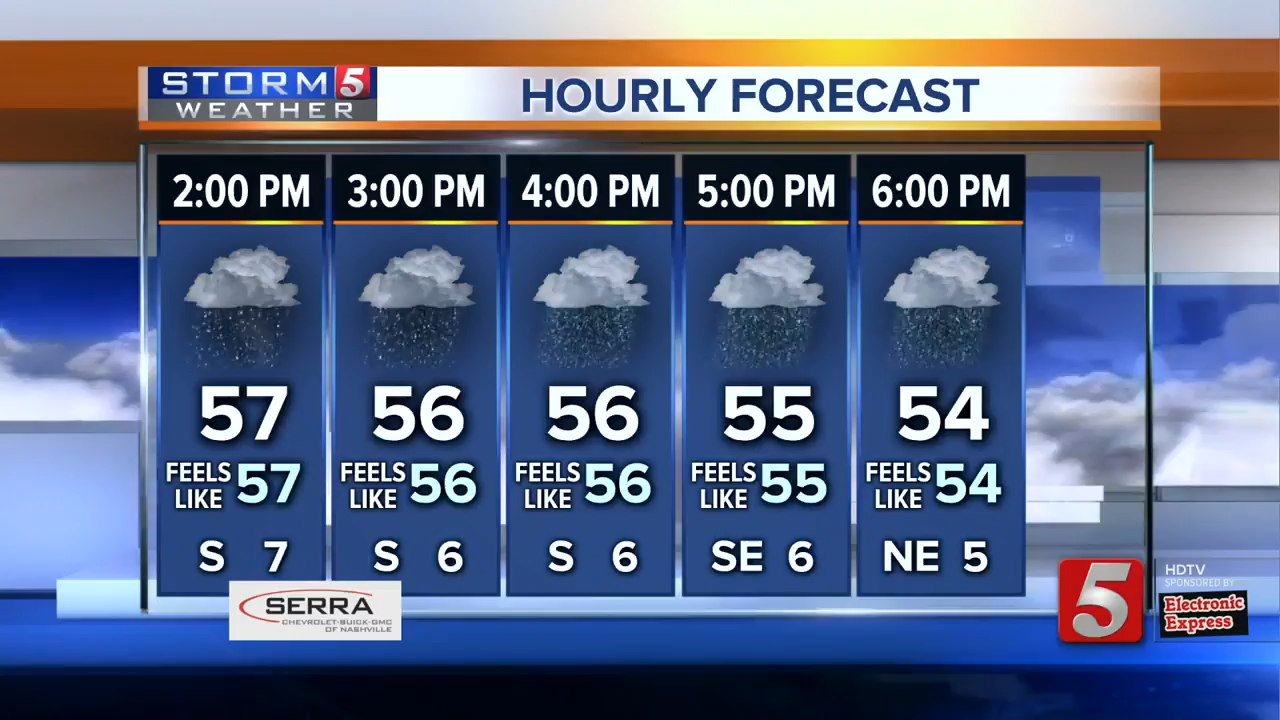 STORM 5
WEATHER
HOURLY FORECAST
2:00 PM 3:00 PM 4:00 PM 5:00 PM 6:00 PM
57 56 56 55 54
FEELS LIKE 57 FEELS LIKE 56 FEELS LIKE 56 FEELS LIKE 55 FEELS LIKE 54
S 7 S 6 S 6 SE 6 NE 5
SERRA
CHEVROLET·BUICK·GMC
OF NASHVILLE
5
HDTV
SPONSORED BY
Electronic
Express